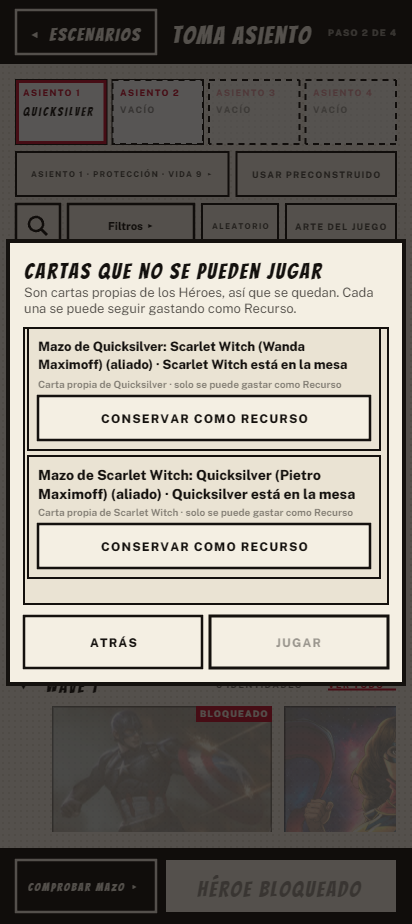 ◂ ESCENARIOS
TOMA ASIENTO
PASO 2 DE 4
ASIENTO 1
QUICKSILVER
ASIENTO 2
VACÍO
ASIENTO 3
VACÍO
ASIENTO 4
VACÍO
ASIENTO 1 · PROTECCIÓN · VIDA 9 ▸
USAR PRECONSTRUIDO
Filtros ▸
ALEATORIO
ARTE DEL JUEGO
CARTAS QUE NO SE PUEDEN JUGAR
Son cartas propias de los Héroes, así que se quedan. Cada
una se puede seguir gastando como Recurso.
Mazo de Quicksilver: Scarlet Witch (Wanda
Maximoff) (aliado) · Scarlet Witch está en la mesa
Carta propia de Quicksilver · solo se puede gastar como Recurso
CONSERVAR COMO RECURSO
Mazo de Scarlet Witch: Quicksilver (Pietro
Maximoff) (aliado) · Quicksilver está en la mesa
Carta propia de Scarlet Witch · solo se puede gastar como Recurso
CONSERVAR COMO RECURSO
ATRÁS
JUGAR
WAVE 1
BLOQUEADO
COMPROBAR MAZO ▸
HÉROE BLOQUEADO